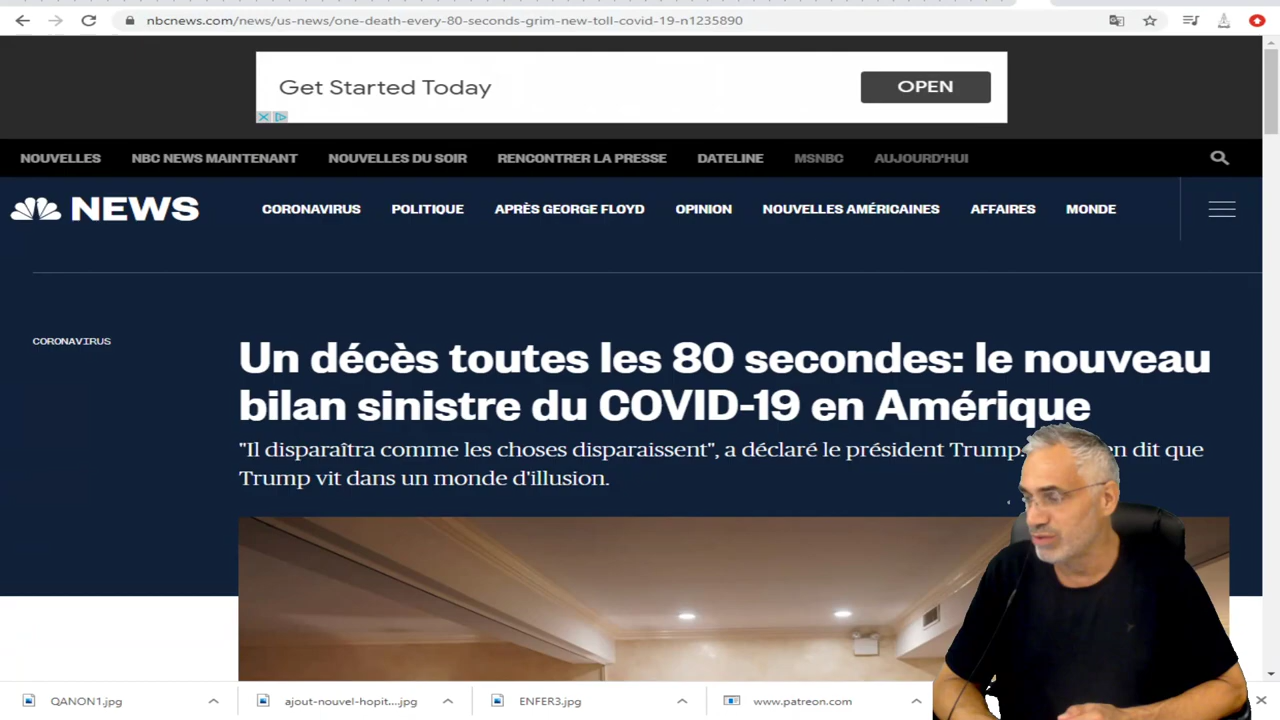 nbcnews.com/news/us-news/one-death-every-80-seconds-grim-new-toll-covid-19-n1235890
Get Started Today
OPEN
NOUVELLES NBC NEWS MAINTENANT NOUVELLES DU SOIR RENCONTRER LA PRESSE DATELINE MSNBC AUJOURD'HUI
NEWS CORONAVIRUS POLITIQUE APRÈS GEORGE FLOYD OPINION NOUVELLES AMÉRICAINES AFFAIRES MONDE
CORONAVIRUS
Un décès toutes les 80 secondes: le nouveau
bilan sinistre du COVID-19 en Amérique
"Il disparaîtra comme les choses disparaissent", a déclaré le président Trump. en dit que
Trump vit dans un monde d'illusion.
QANON1.jpg ajout-nouvel-hopit....jpg ENFER3.jpg www.patreon.com